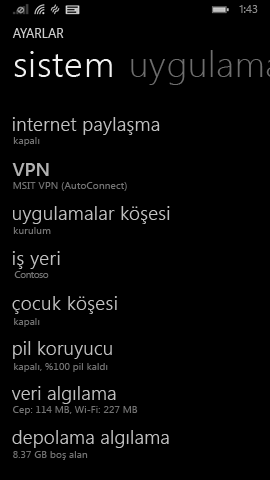 1:43
AYARLAR
sistem uygulama
internet paylaşma
kapalı
VPN
MSIT VPN (AutoConnect)
uygulamalar köşesi
kurulum
iş yeri
Contoso
çocuk köşesi
kapalı
pil koruyucu
kapalı, %100 pil kaldı
veri algılama
Cep: 114 MB, Wi-Fi: 227 MB
depolama algılama
8.37 GB boş alan